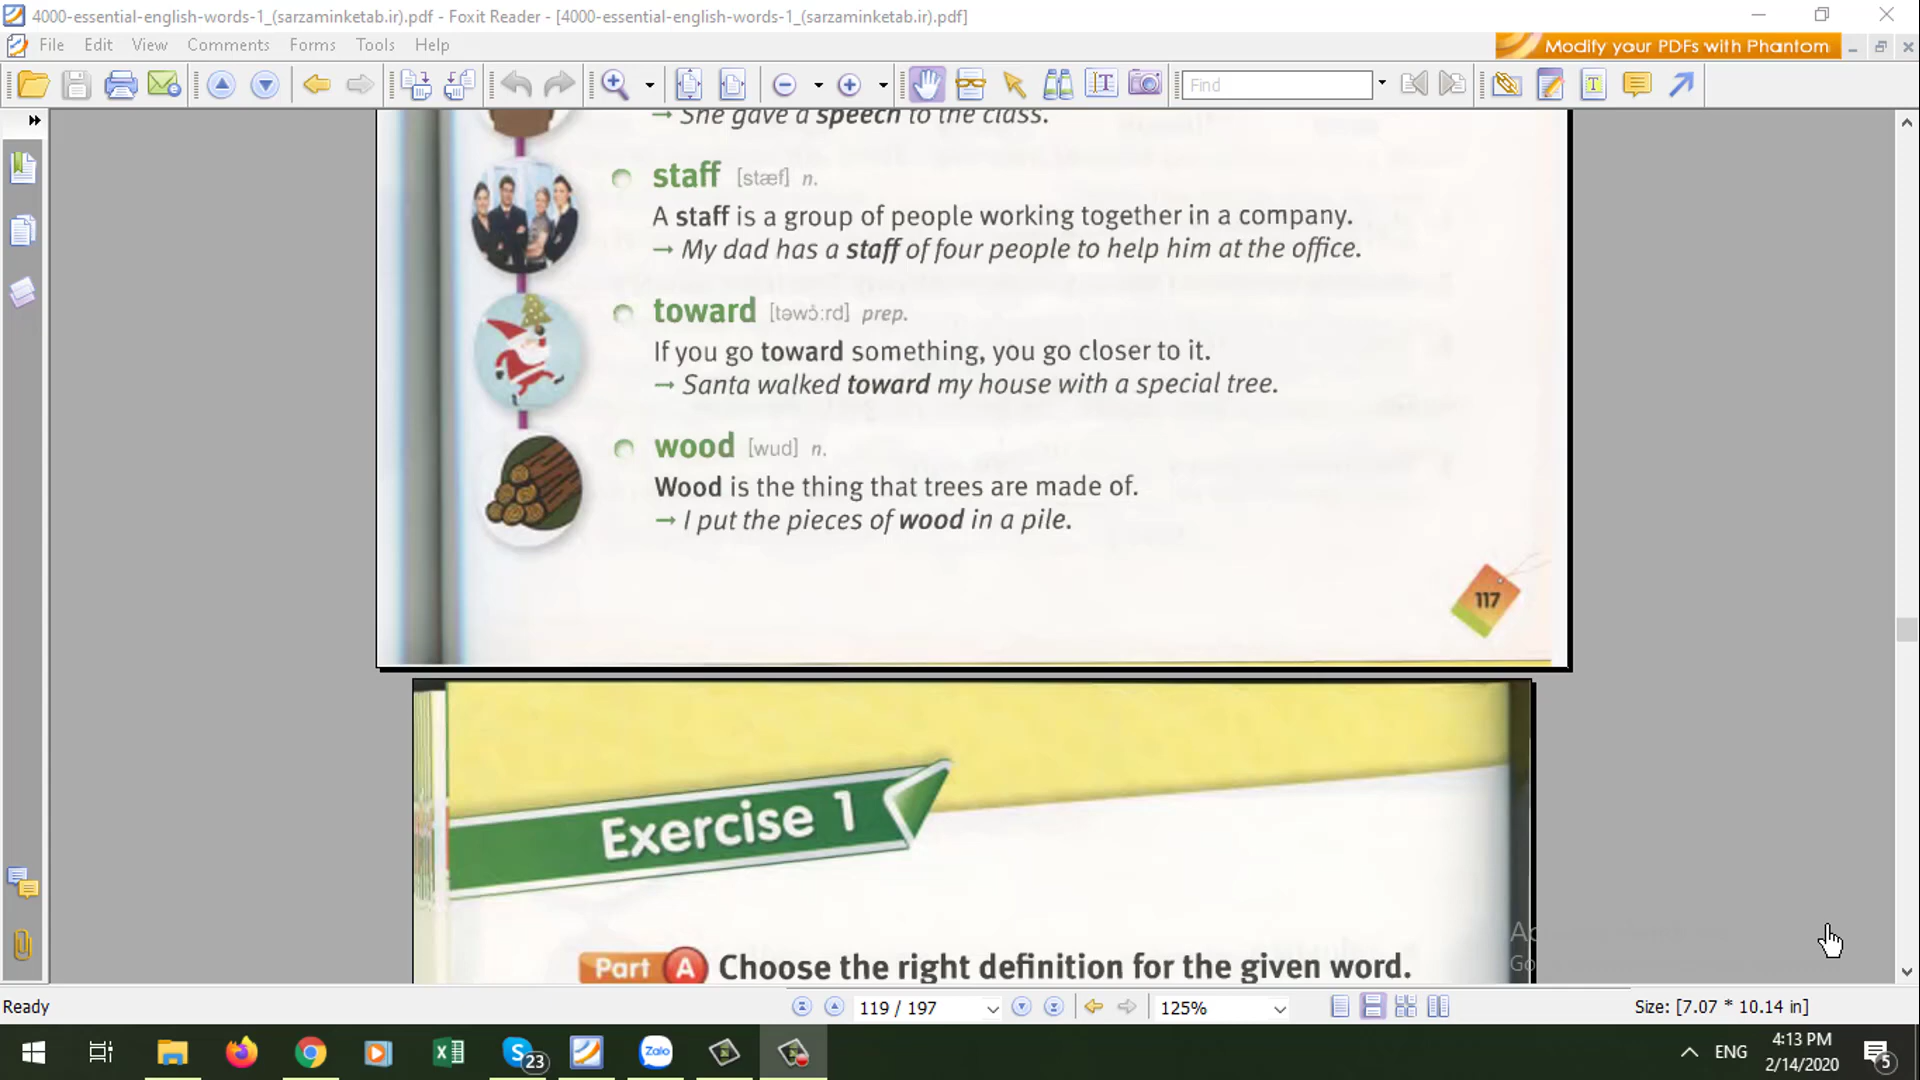 4000-essential-english-words-1_(sarzaminketab.ir).pdf - Foxit Reader - [4000-essential-english-words-1_(sarzaminketab.ir).pdf]
File Edit View Comments Forms Tools Help
Modify your PDFs with Phantom
Find
→ She gave a speech to the class.
staff [stæf] n.
A staff is a group of people working together in a company.
→ My dad has a staff of four people to help him at the office.
toward [təwɔ́:rd] prep.
If you go toward something, you go closer to it.
→ Santa walked toward my house with a special tree.
wood [wud] n.
Wood is the thing that trees are made of.
→ I put the pieces of wood in a pile.
117
Exercise 1
Part A Choose the right definition for the given word.
Ready
119 / 197
125%
Size: [7.07 * 10.14 in]
Zalo
23
ENG
4:13 PM
2/14/2020
5